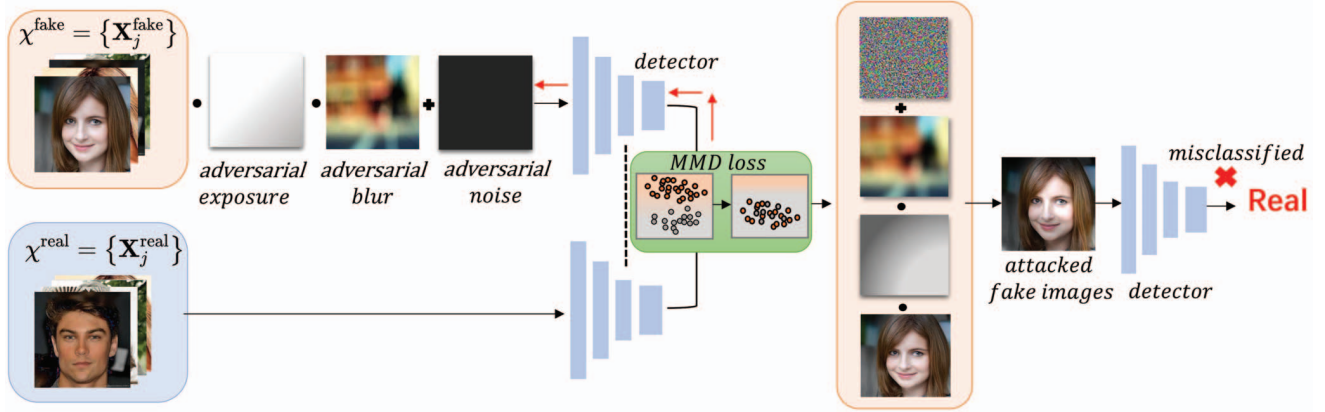 χ^fake = {X_j^fake}
adversarial
exposure
adversarial
blur
adversarial
noise
detector
MMD loss
χ^real = {X_j^real}
attacked
fake images
detector
misclassified
Real